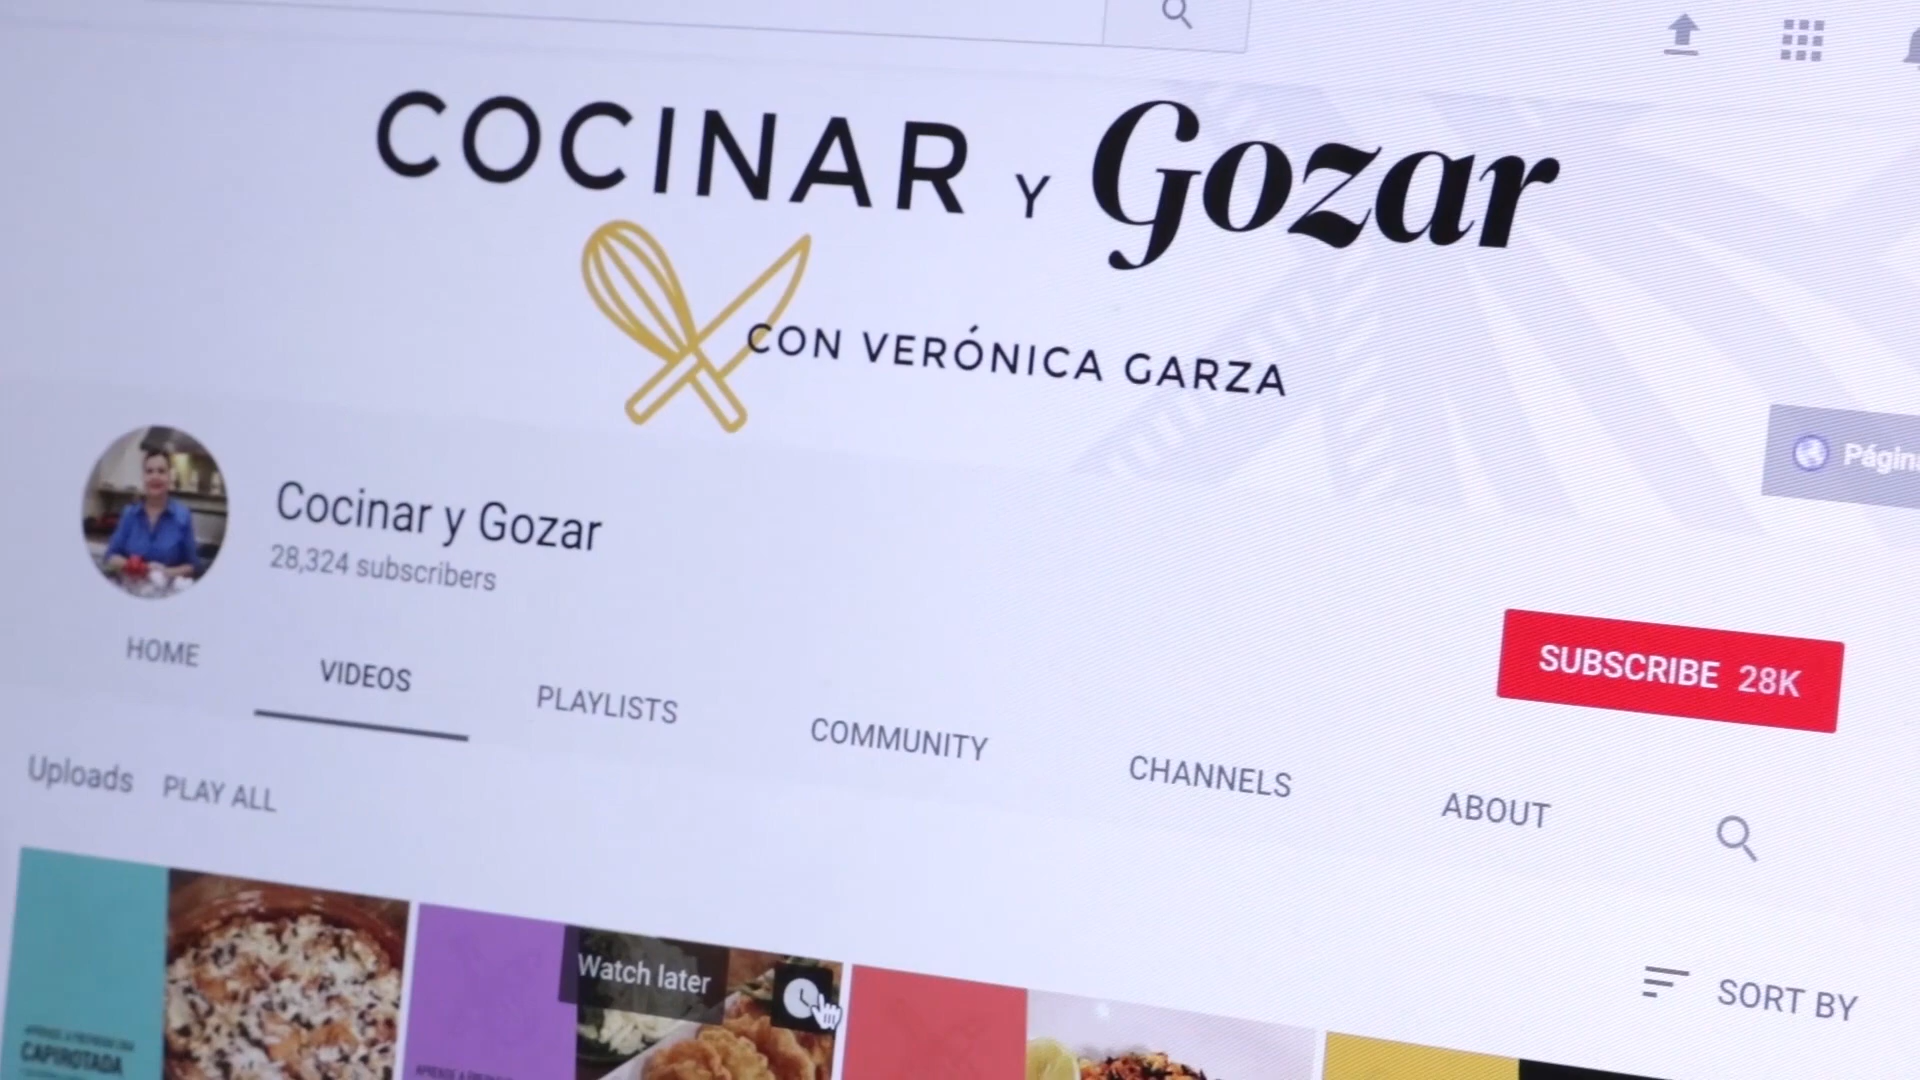 COCINAR Y Gozar
CON VERÓNICA GARZA
Cocinar y Gozar
28,324 subscribers
SUBSCRIBE 28K
HOME
VIDEOS
PLAYLISTS
COMMUNITY
CHANNELS
ABOUT
Uploads
PLAY ALL
SORT BY
Watch later
CAPIROTADA